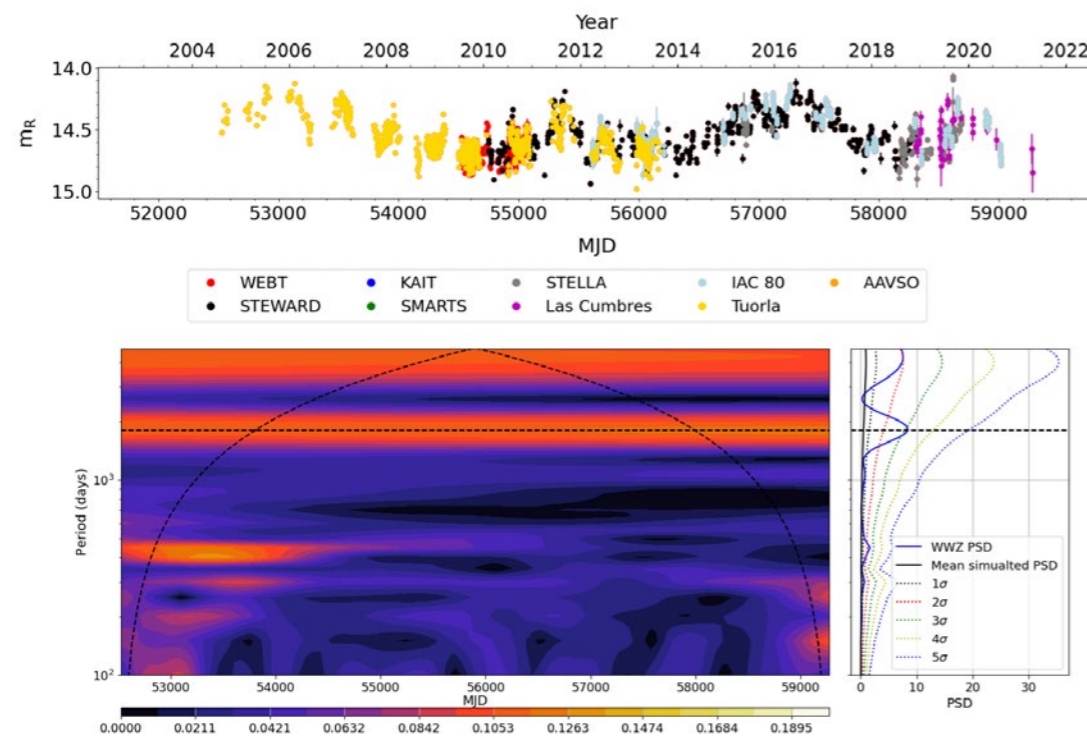 Year
2004 2006 2008 2010 2012 2014 2016 2018 2020 2022
14.0
14.5
15.0
mR
52000 53000 54000 55000 56000 57000 58000 59000
MJD
WEBT KAIT STELLA IAC 80 AAVSO
STEWARD SMARTS Las Cumbres Tuorla
Period (days)
10³
10²
53000 54000 55000 56000 57000 58000 59000
MJD
0.0000 0.0211 0.0421 0.0632 0.0842 0.1053 0.1263 0.1474 0.1684 0.1895
WWZ PSD
Mean simualted PSD
1σ
2σ
3σ
4σ
5σ
0 10 20 30
PSD